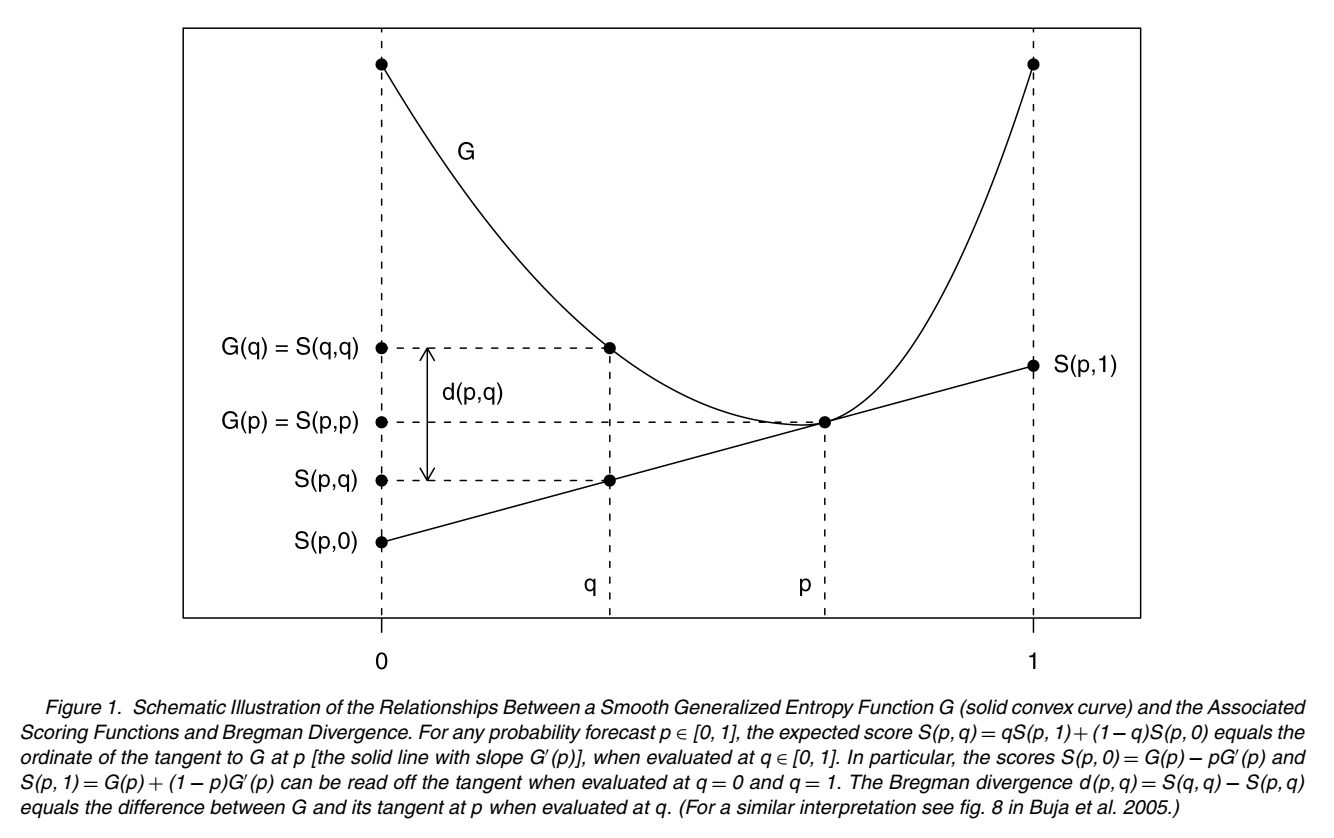 G
G(q) = S(q,q)
d(p,q)
S(p,1)
G(p) = S(p,p)
S(p,q)
S(p,0)
q
p
0
1
Figure 1. Schematic Illustration of the Relationships Between a Smooth Generalized Entropy Function G (solid convex curve) and the Associated
Scoring Functions and Bregman Divergence. For any probability forecast p ∈ [0, 1], the expected score S(p, q) = qS(p, 1) + (1 − q)S(p, 0) equals the
ordinate of the tangent to G at p [the solid line with slope G′(p)], when evaluated at q ∈ [0, 1]. In particular, the scores S(p, 0) = G(p) − pG′(p) and
S(p, 1) = G(p) + (1 − p)G′(p) can be read off the tangent when evaluated at q = 0 and q = 1. The Bregman divergence d(p, q) = S(q, q) − S(p, q)
equals the difference between G and its tangent at p when evaluated at q. (For a similar interpretation see fig. 8 in Buja et al. 2005.)